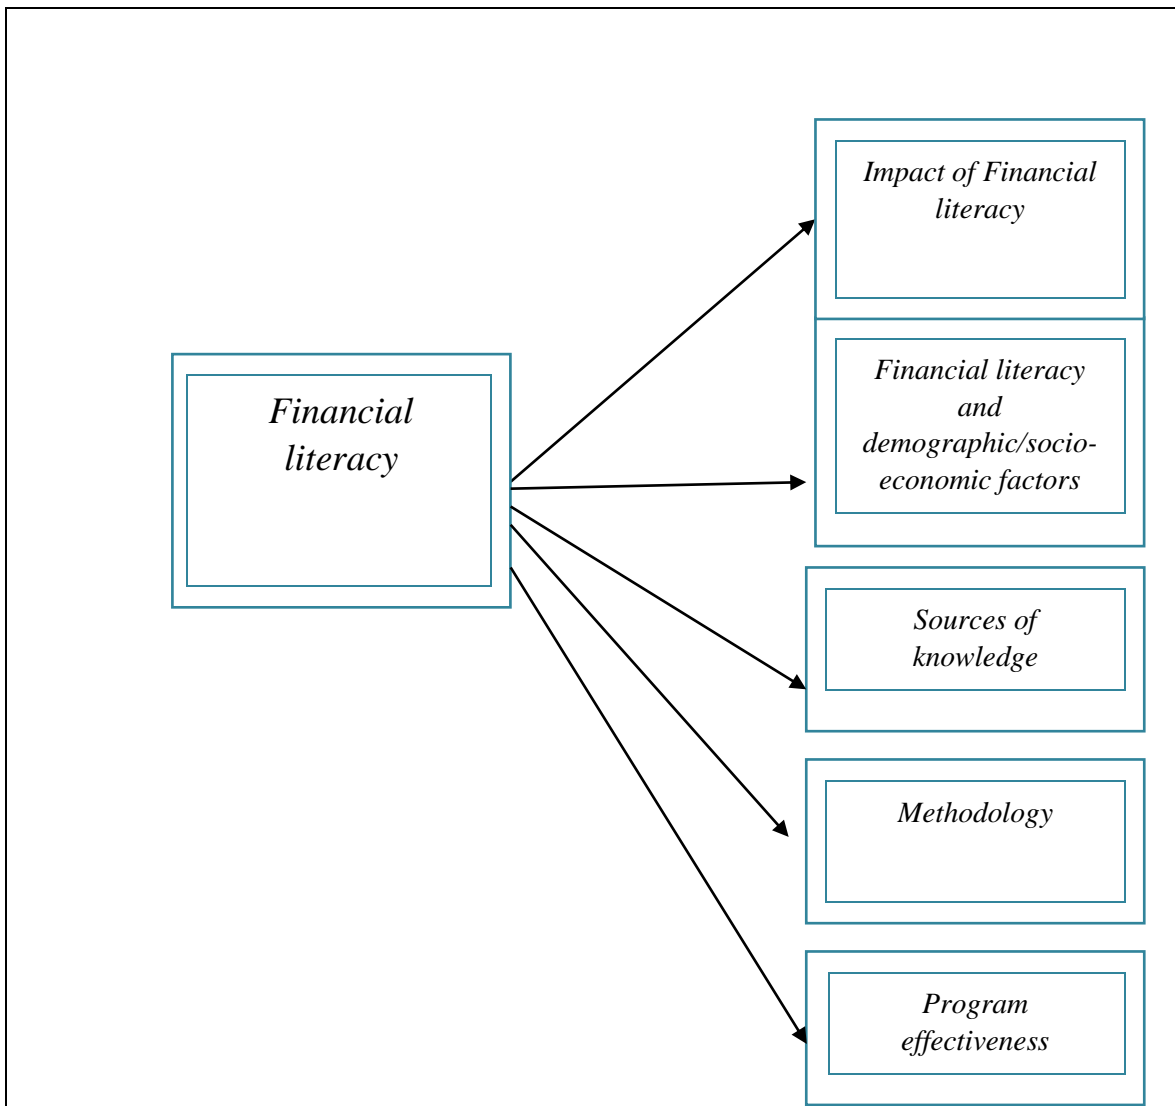 Impact of Financial
literacy
Financial literacy
and
demographic/socio-
economic factors
Financial
literacy
Sources of
knowledge
Methodology
Program
effectiveness